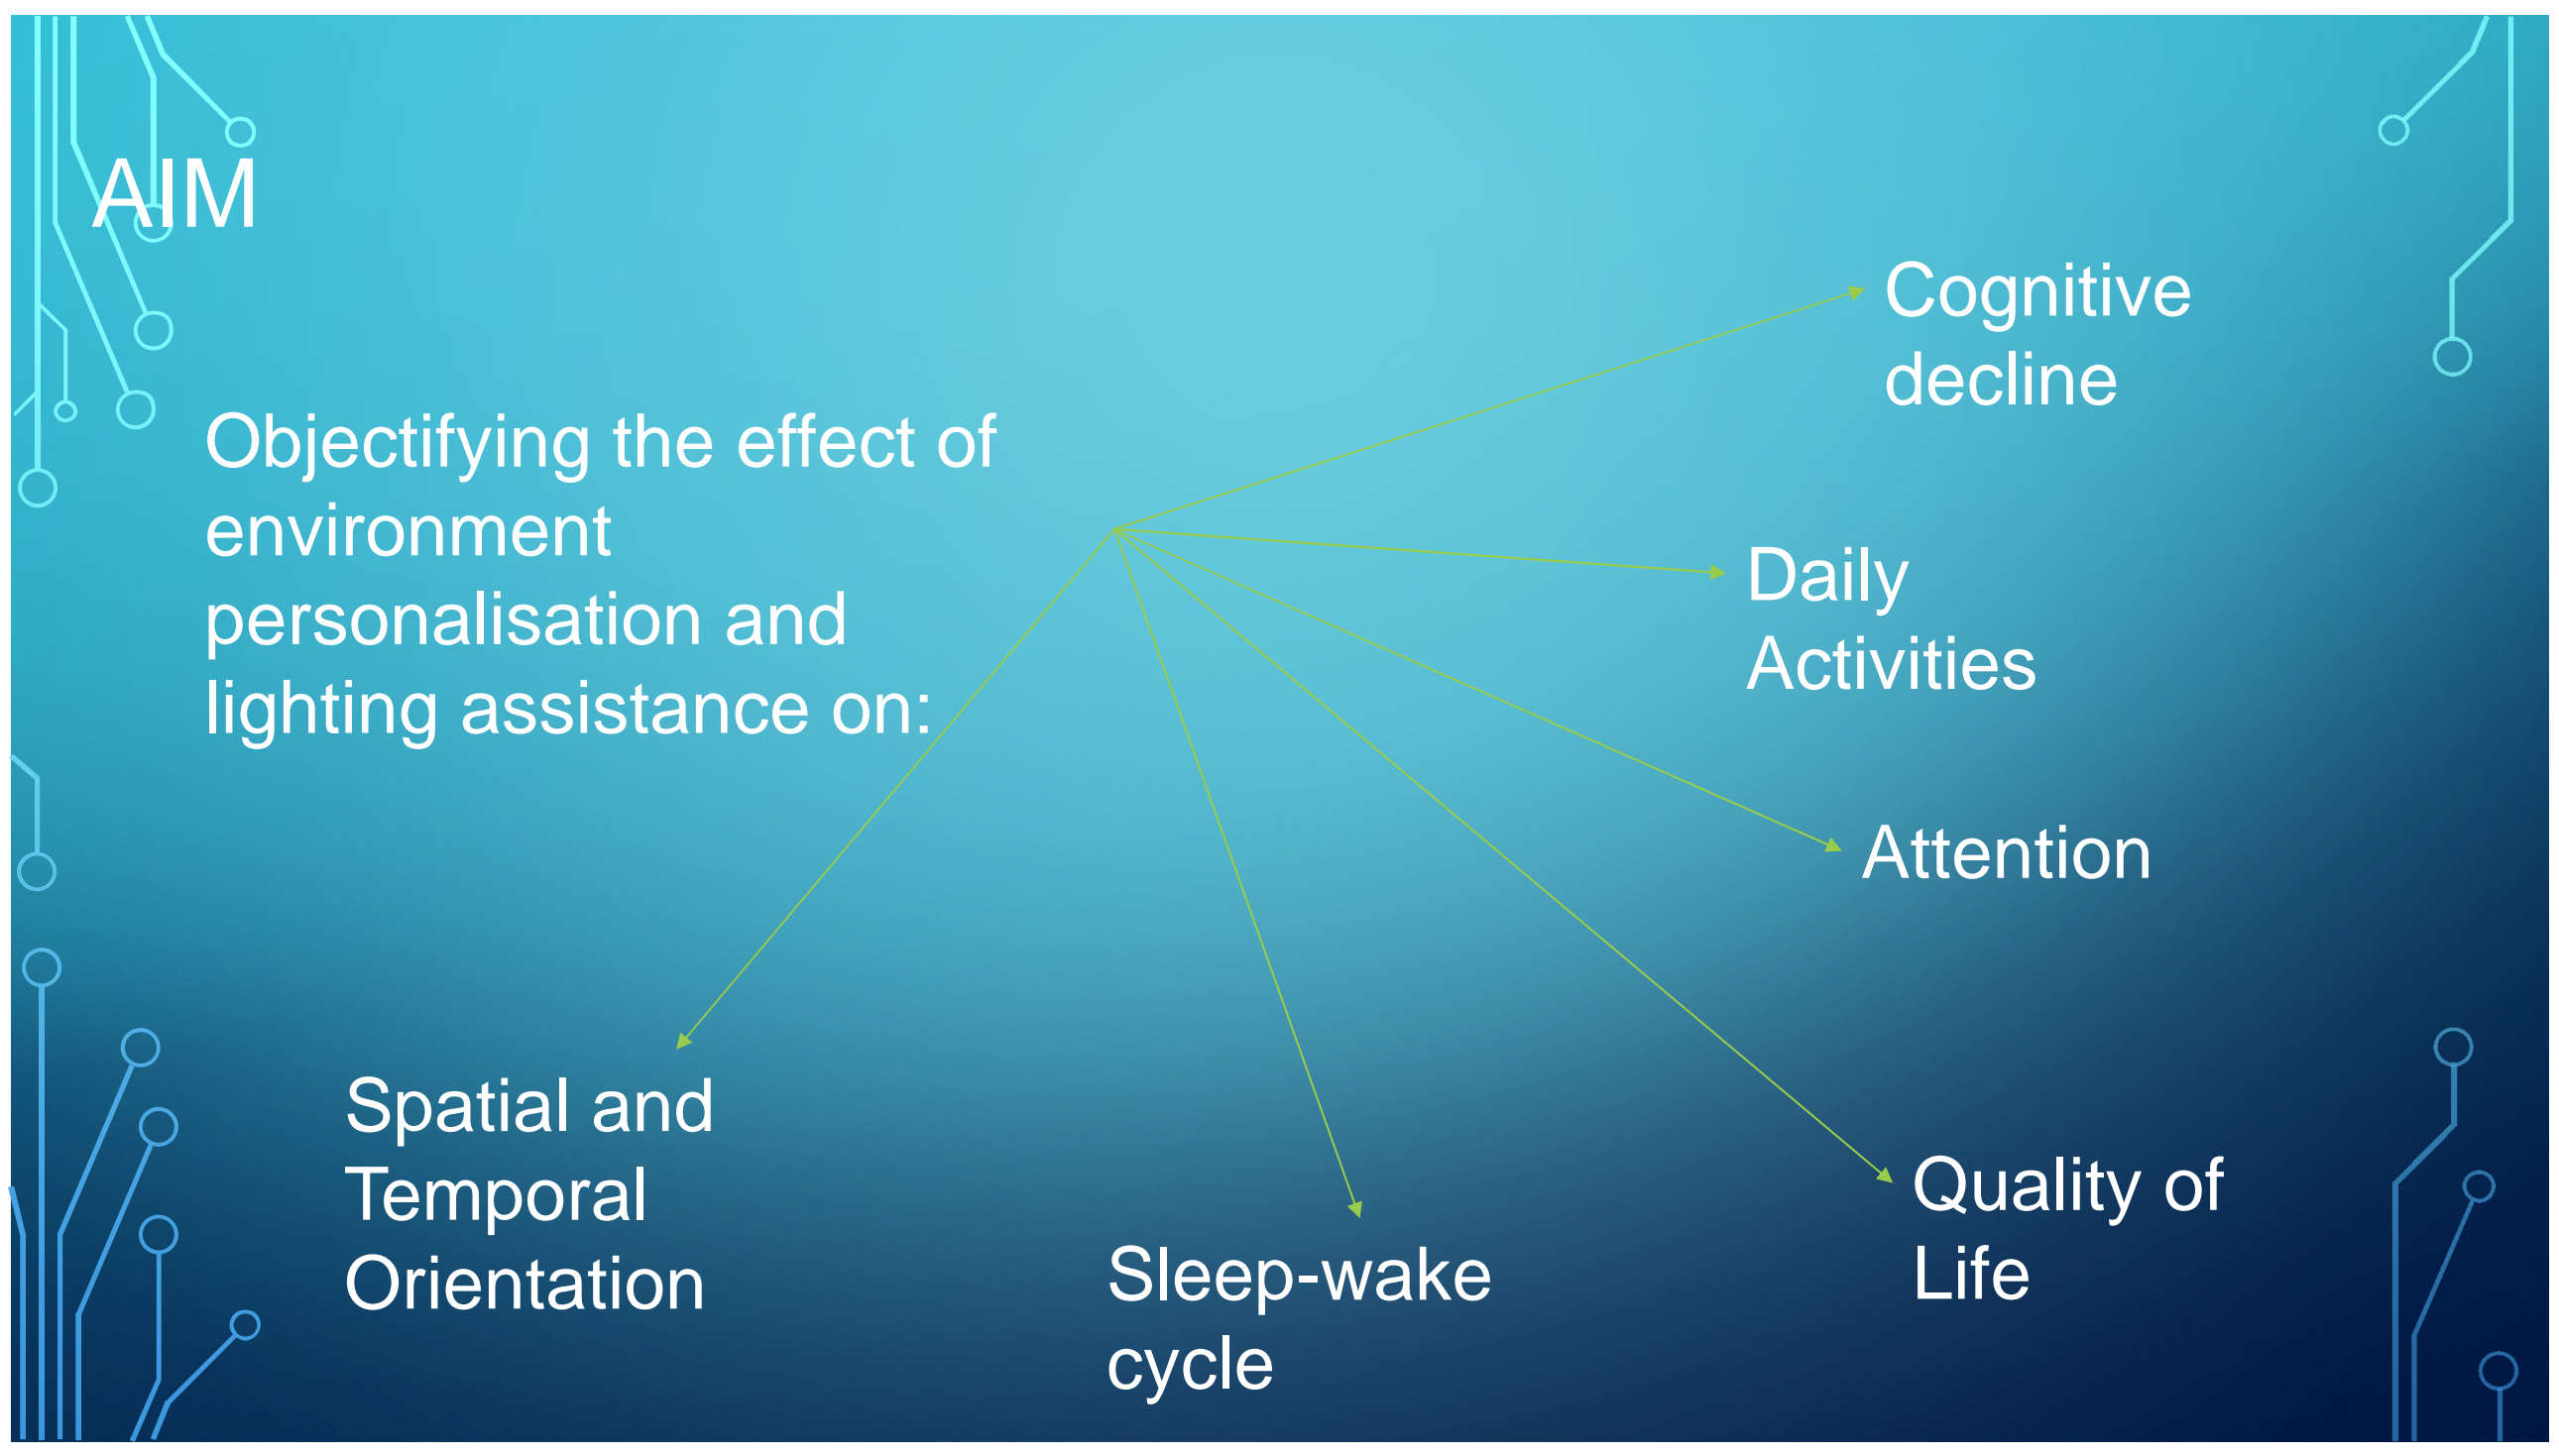 AIM
Objectifying the effect of
environment
personalisation and
lighting assistance on:
Cognitive
decline
Daily
Activities
Attention
Quality of
Life
Sleep-wake
cycle
Spatial and
Temporal
Orientation